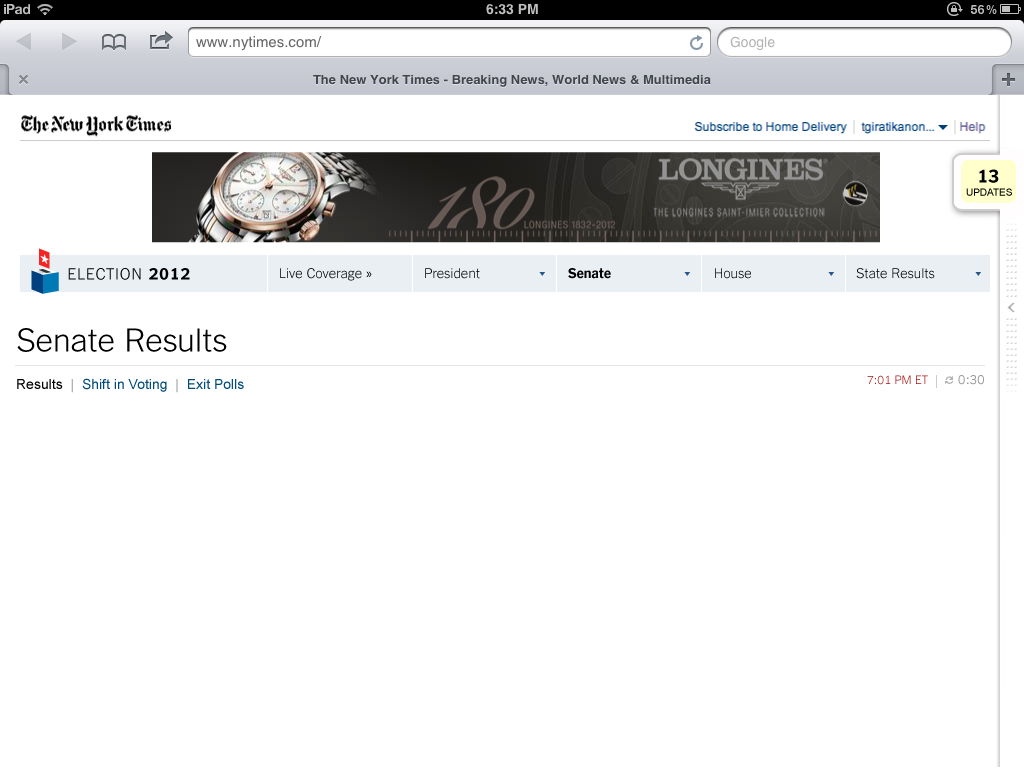 iPad 6:33 PM 56%
www.nytimes.com/ Google
The New York Times - Breaking News, World News & Multimedia
The New York Times Subscribe to Home Delivery tgiratikanon... Help
180 LONGINES 1832-2012
LONGINES
THE LONGINES SAINT-IMIER COLLECTION
13
UPDATES
ELECTION 2012 Live Coverage » President Senate House State Results
Senate Results
Results | Shift in Voting | Exit Polls 7:01 PM ET | 0:30